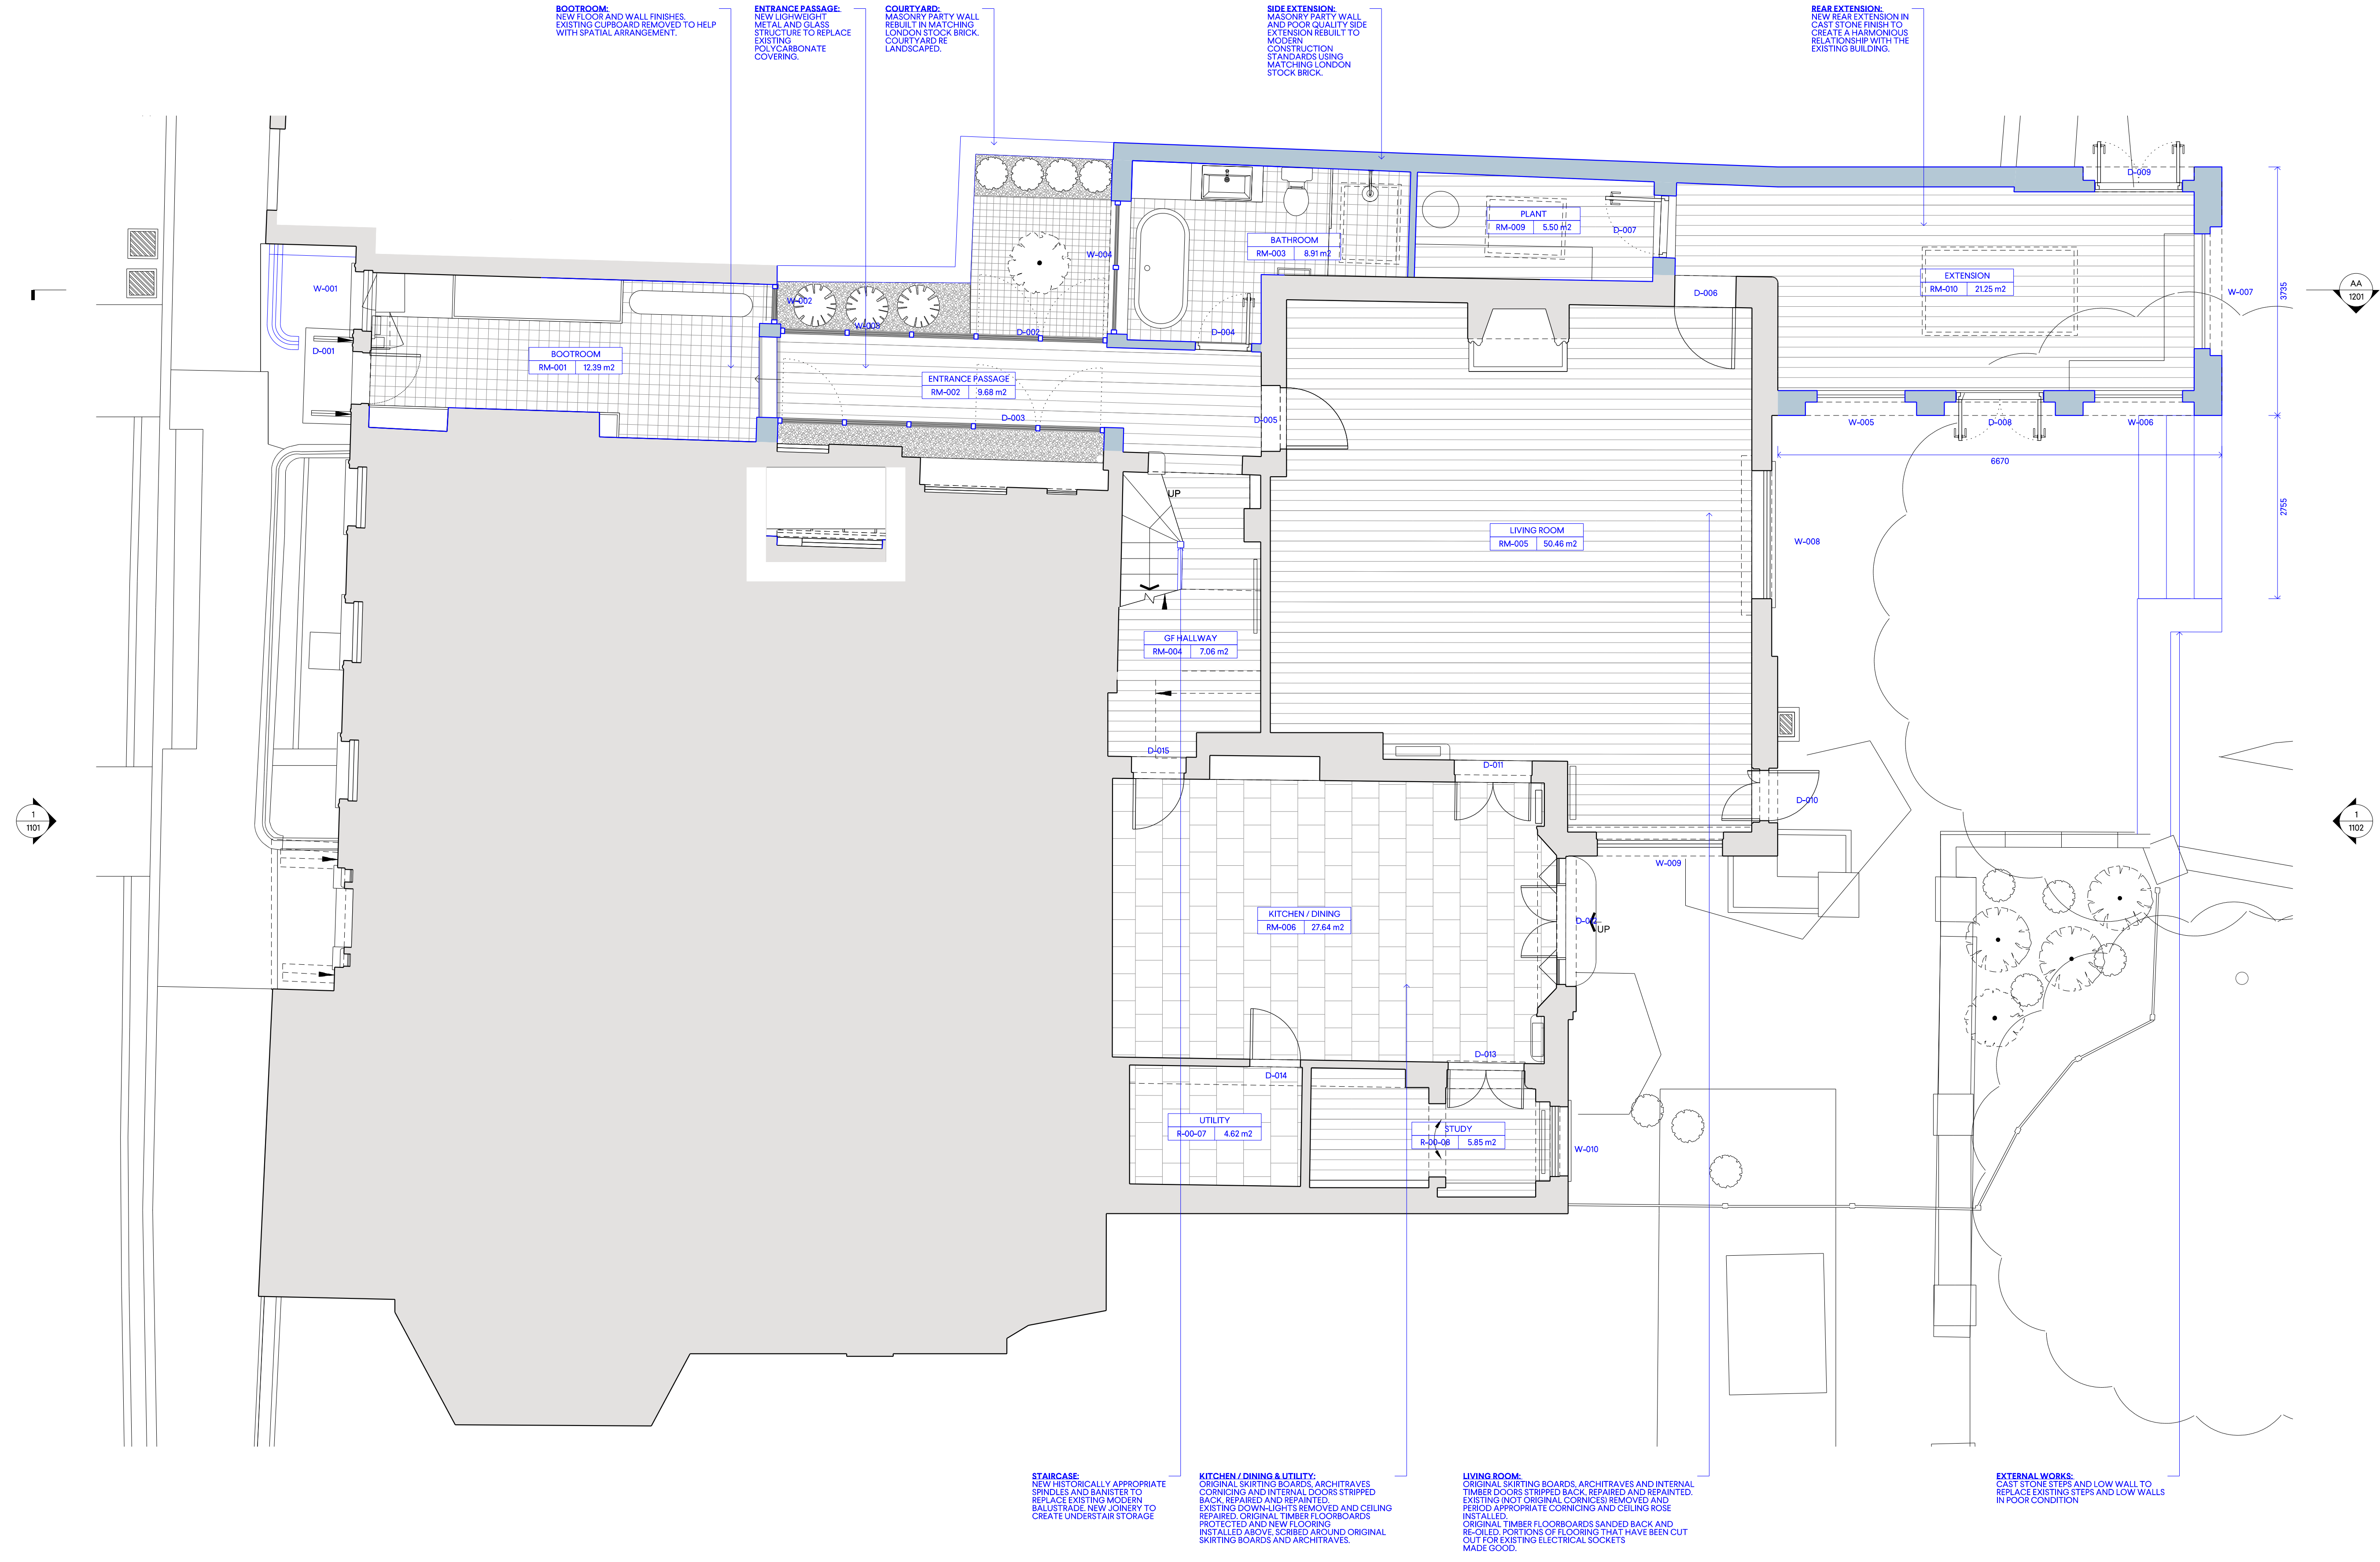 BOOTROOM:
NEW FLOOR AND WALL FINISHES.
EXISTING CUPBOARD REMOVED TO HELP
WITH SPATIAL ARRANGEMENT.
ENTRANCE PASSAGE:
NEW LIGHWEIGHT
METAL AND GLASS
STRUCTURE TO REPLACE
EXISTING
POLYCARBONATE
COVERING.
COURTYARD:
MASONRY PARTY WALL
REBUILT IN MATCHING
LONDON STOCK BRICK.
COURTYARD RE
LANDSCAPED.
SIDE EXTENSION:
MASONRY PARTY WALL
AND POOR QUALITY SIDE
EXTENSION REBUILT TO
MODERN
CONSTRUCTION
STANDARDS USING
MATCHING LONDON
STOCK BRICK.
REAR EXTENSION:
NEW REAR EXTENSION IN
CAST STONE FINISH TO
CREATE A HARMONIOUS
RELATIONSHIP WITH THE
EXISTING BUILDING.
D-009
PLANT
RM-009 5.50 m2
D-007
BATHROOM
RM-003 8.91 m2
W-004
EXTENSION
RM-010 21.25 m2
W-007
3735
AA
1201
W-001
W-002
W-003
D-002
D-004
D-006
D-001
BOOTROOM
RM-001 12.39 m2
ENTRANCE PASSAGE
RM-002 9.68 m2
D-003
D-005
W-005
D-008
W-006
6670
2755
UP
LIVING ROOM
RM-005 50.46 m2
W-008
GF HALLWAY
RM-004 7.06 m2
D-015
D-011
D-010
1
1101
1
1102
W-009
KITCHEN / DINING
RM-006 27.64 m2
D-012
UP
D-013
D-014
UTILITY
R-00-07 4.62 m2
STUDY
R-00-08 5.85 m2
W-010
STAIRCASE:
NEW HISTORICALLY APPROPRIATE
SPINDLES AND BANISTER TO
REPLACE EXISTING MODERN
BALUSTRADE. NEW JOINERY TO
CREATE UNDERSTAIR STORAGE
KITCHEN / DINING & UTILITY:
ORIGINAL SKIRTING BOARDS, ARCHITRAVES
CORNICING AND INTERNAL DOORS STRIPPED
BACK, REPAIRED AND REPAINTED.
EXISTING DOWN-LIGHTS REMOVED AND CEILING
REPAIRED. ORIGINAL TIMBER FLOORBOARDS
PROTECTED AND NEW FLOORING
INSTALLED ABOVE, SCRIBED AROUND ORIGINAL
SKIRTING BOARDS AND ARCHITRAVES.
LIVING ROOM:
ORIGINAL SKIRTING BOARDS, ARCHITRAVES AND INTERNAL
TIMBER DOORS STRIPPED BACK, REPAIRED AND REPAINTED.
EXISTING (NOT ORIGINAL CORNICES) REMOVED AND
PERIOD APPROPRIATE CORNICING AND CEILING ROSE
INSTALLED.
ORIGINAL TIMBER FLOORBOARDS SANDED BACK AND
RE-OILED. PORTIONS OF FLOORING THAT HAVE BEEN CUT
OUT FOR EXISTING ELECTRICAL SOCKETS
MADE GOOD.
EXTERNAL WORKS:
CAST STONE STEPS AND LOW WALL TO
REPLACE EXISTING STEPS AND LOW WALLS
IN POOR CONDITION